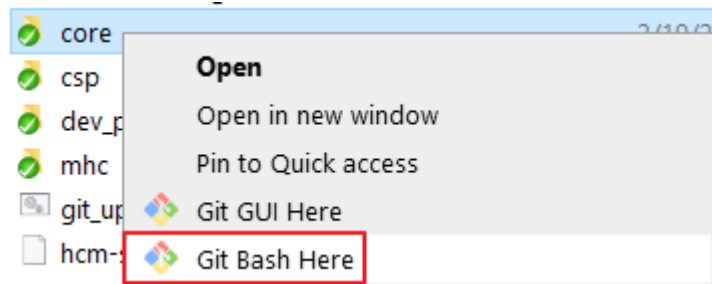 core
Open
csp
Open in new window
Pin to Quick access
mhc
Git GUI Here
Git Bash Here